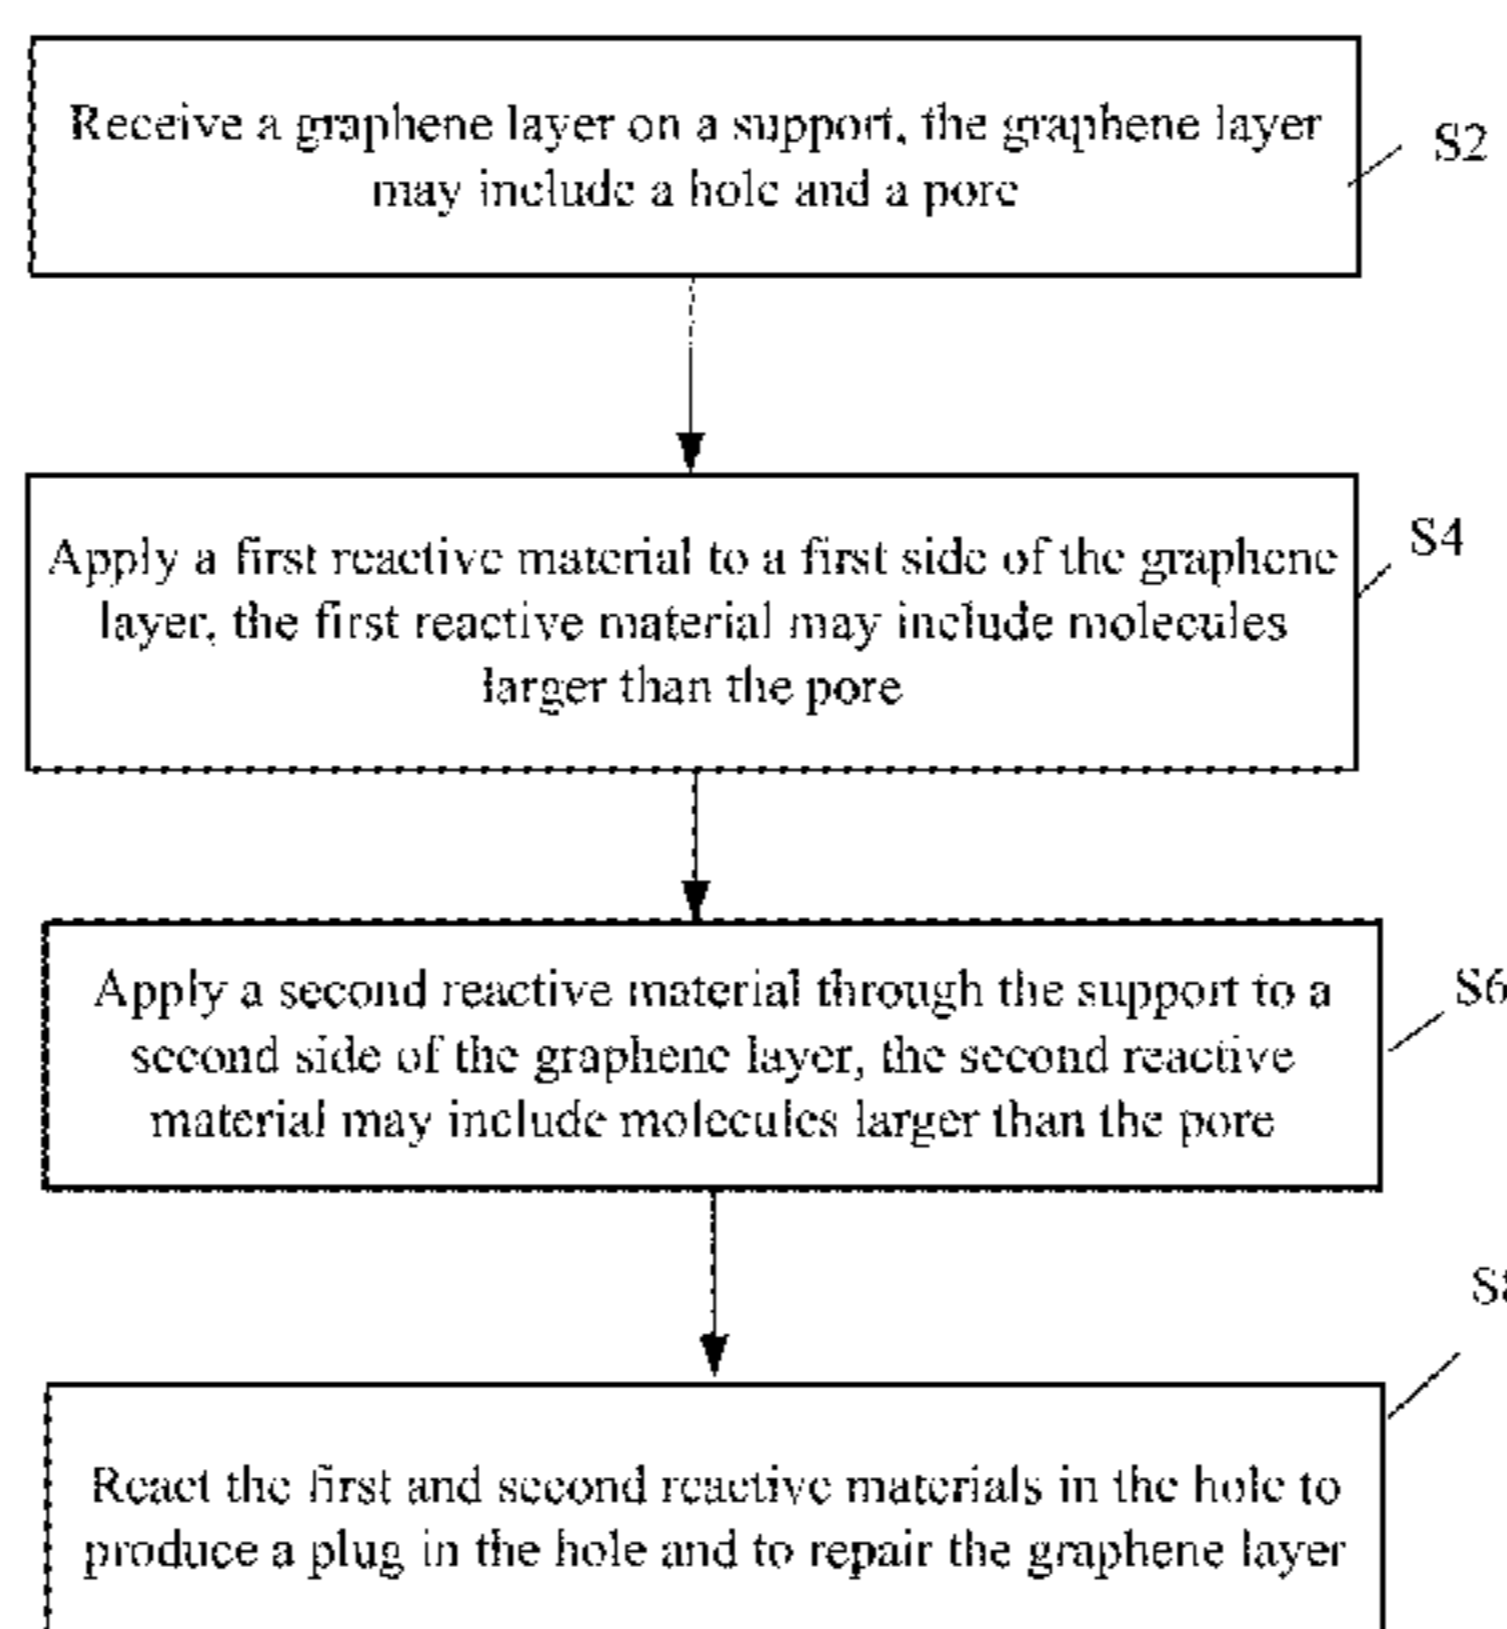 Receive a graphene layer on a support, the graphene layer
may include a hole and a pore
S2
Apply a first reactive material to a first side of the graphene
layer, the first reactive material may include molecules
larger than the pore
S4
Apply a second reactive material through the support to a
second side of the graphene layer, the second reactive
material may include molecules larger than the pore
S6
React the first and second reactive materials in the hole to
produce a plug in the hole and to repair the graphene layer